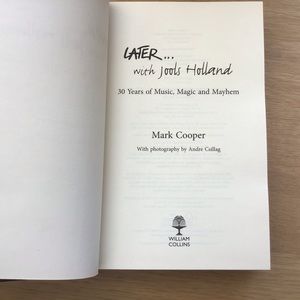 LATER...
with Jools Holland
30 Years of Music, Magic and Mayhem
Mark Cooper
With photography by Andre Csillag
WILLIAM
COLLINS